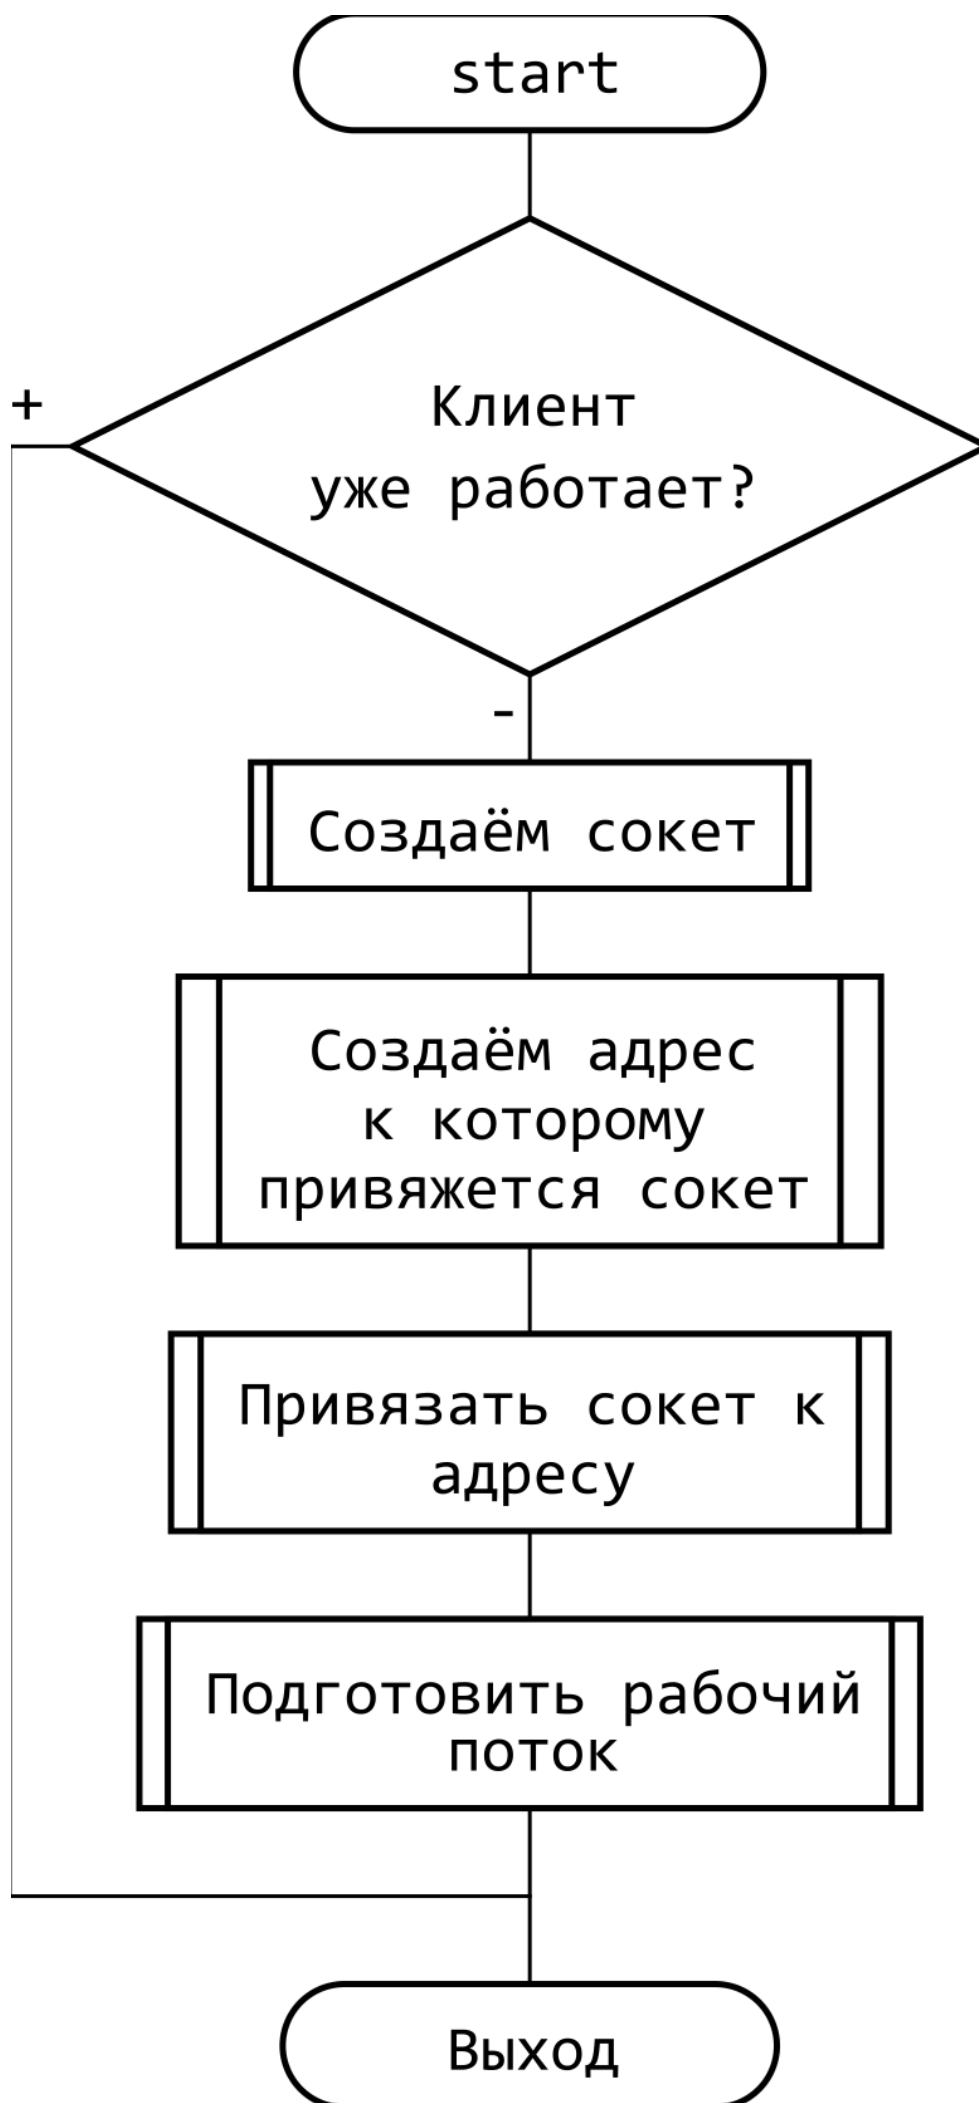 start
+
Клиент
уже работает?
-
Создаём сокет
Создаём адрес
к которому
привяжется сокет
Привязать сокет к
адресу
Подготовить рабочий
поток
Выход